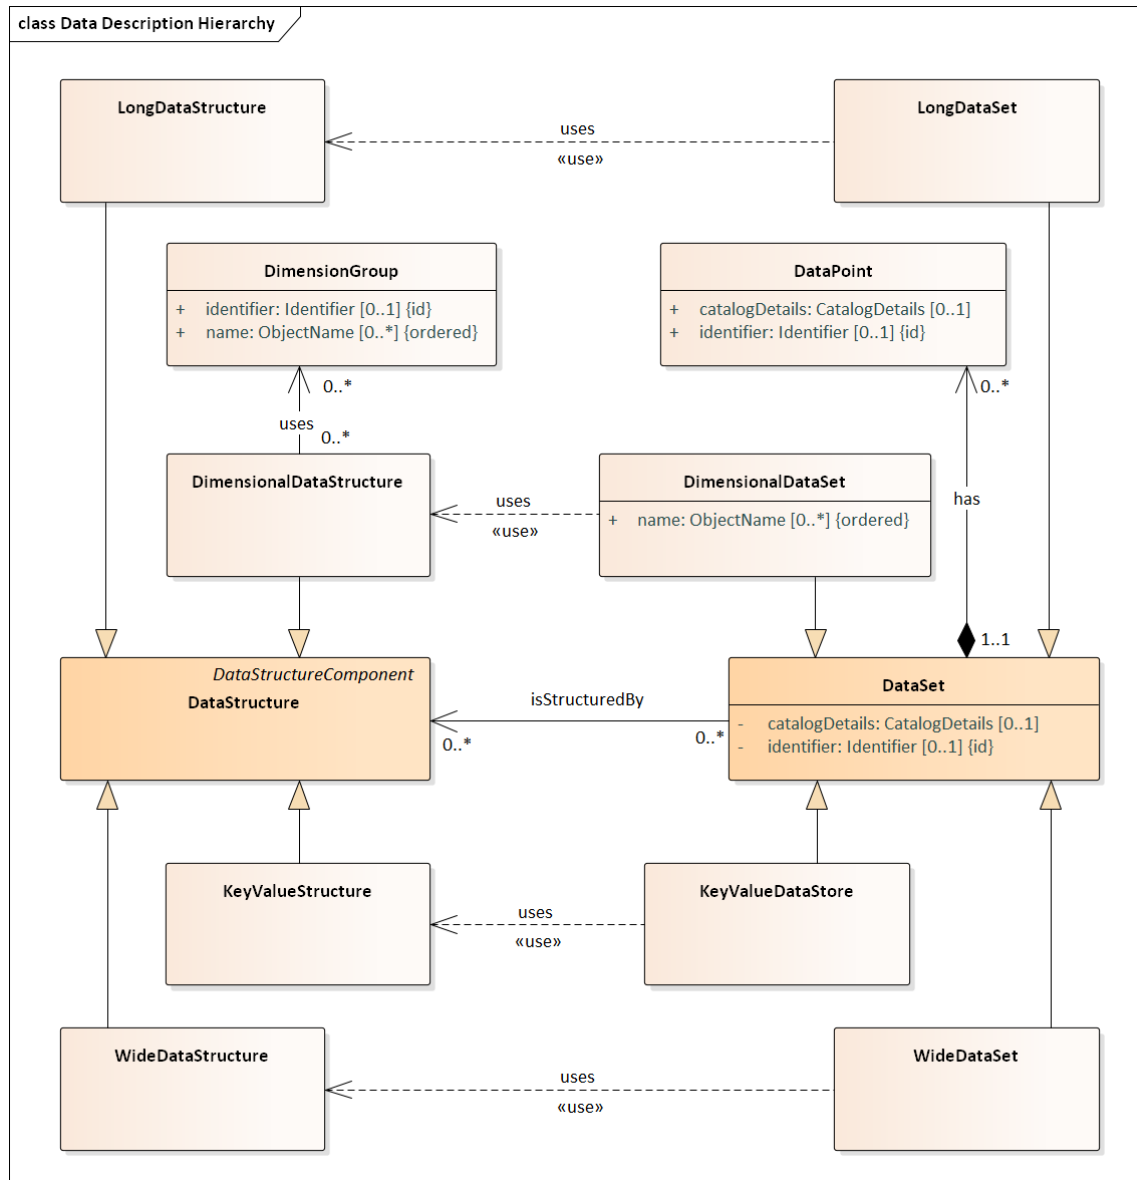 class Data Description Hierarchy
LongDataStructure
uses
«use»
LongDataSet
DimensionGroup
+ identifier: Identifier [0..1] {id}
+ name: ObjectName [0..*] {ordered}
DataPoint
+ catalogDetails: CatalogDetails [0..1]
+ identifier: Identifier [0..1] {id}
0..*
uses
0..*
0..*
has
1..1
DimensionalDataStructure
uses
«use»
DimensionalDataSet
+ name: ObjectName [0..*] {ordered}
DataStructureComponent
DataStructure
isStructuredBy
0..*
0..*
DataSet
- catalogDetails: CatalogDetails [0..1]
- identifier: Identifier [0..1] {id}
KeyValueStructure
uses
«use»
KeyValueDataStore
WideDataStructure
uses
«use»
WideDataSet